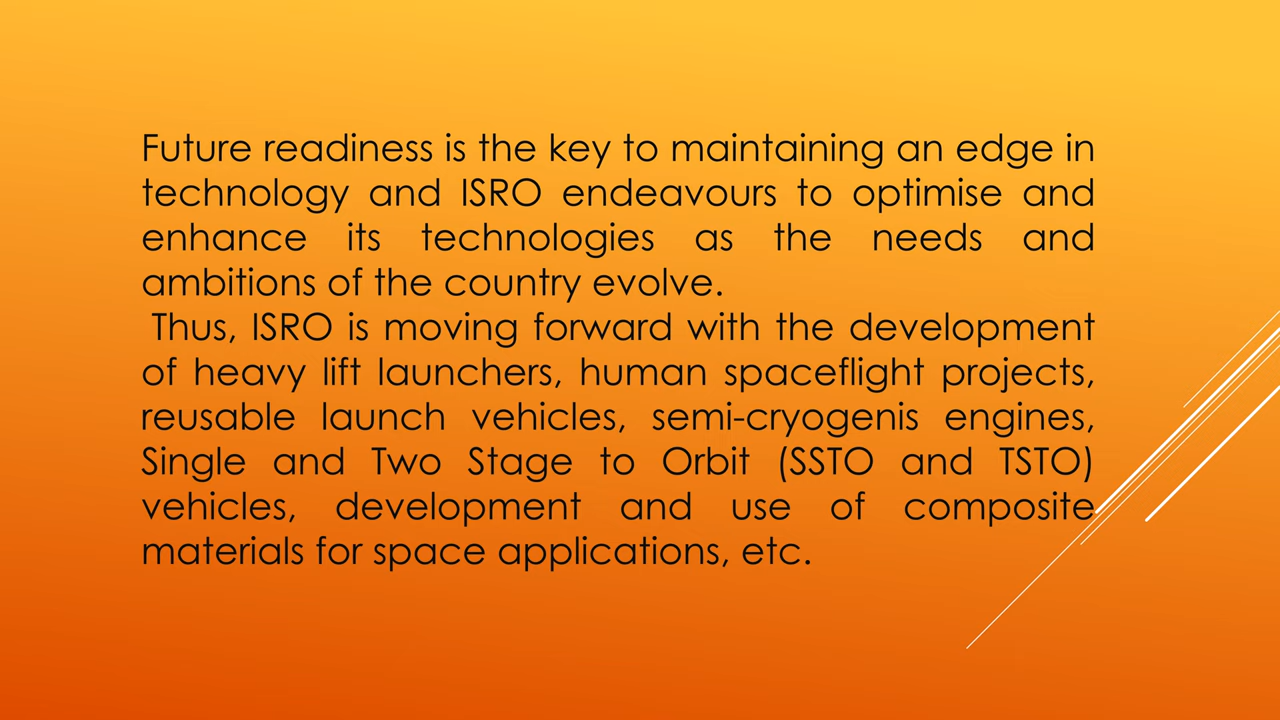 Future readiness is the key to maintaining an edge in
technology and ISRO endeavours to optimise and
enhance its technologies as the needs and
ambitions of the country evolve.
Thus, ISRO is moving forward with the development
of heavy lift launchers, human spaceflight projects,
reusable launch vehicles, semi-cryogenis engines,
Single and Two Stage to Orbit (SSTO and TSTO)
vehicles, development and use of composite
materials for space applications, etc.